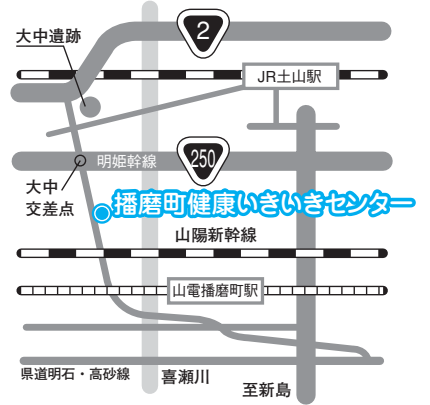 大中遺跡
2
JR土山駅
明姫幹線
250
大中
交差点
播磨町健康いきいきセンター
山陽新幹線
山電播磨町駅
県道明石・高砂線
喜瀬川
至新島